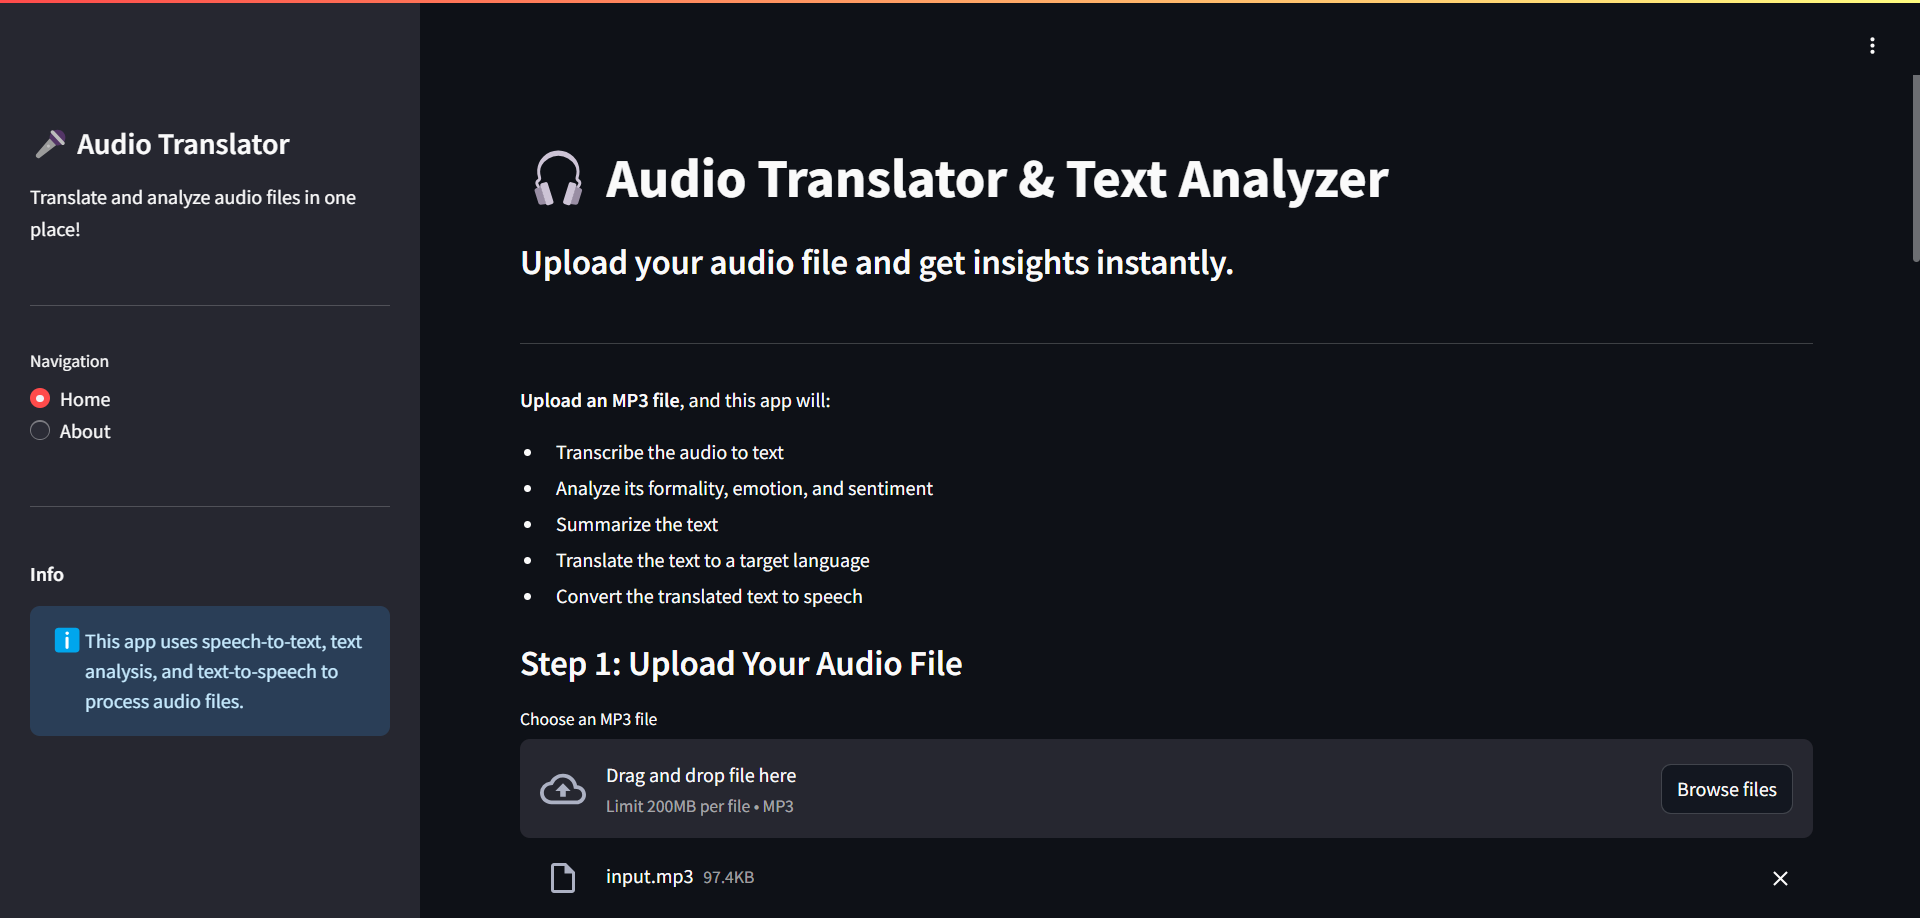 Audio Translator
Translate and analyze audio files in one
place!
Navigation
Home
About
Info
This app uses speech-to-text, text
analysis, and text-to-speech to
process audio files.
Audio Translator & Text Analyzer
Upload your audio file and get insights instantly.
Upload an MP3 file, and this app will:
• Transcribe the audio to text
• Analyze its formality, emotion, and sentiment
• Summarize the text
• Translate the text to a target language
• Convert the translated text to speech
Step 1: Upload Your Audio File
Choose an MP3 file
Drag and drop file here
Limit 200MB per file • MP3
Browse files
input.mp3 97.4KB